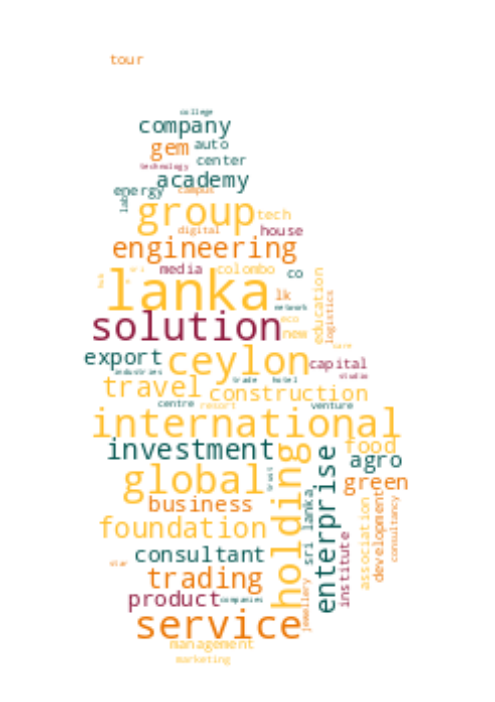 tour
college
company
gem auto
center
technology
academy
energy campus
lab
group tech
digital house
engineering
media colombo co
lanka
education
lk
logistics
network
solution
eco
new
care
export ceylon capital
industries
studio
trade hotel
travel construction
centre resort venture
international
investment food
holding
enterprise
agro
global
trust
green
business
sri lanka
association
development
consultancy
foundation
consultant
institute
star
trading
product companies
jewellery
service
management
marketing